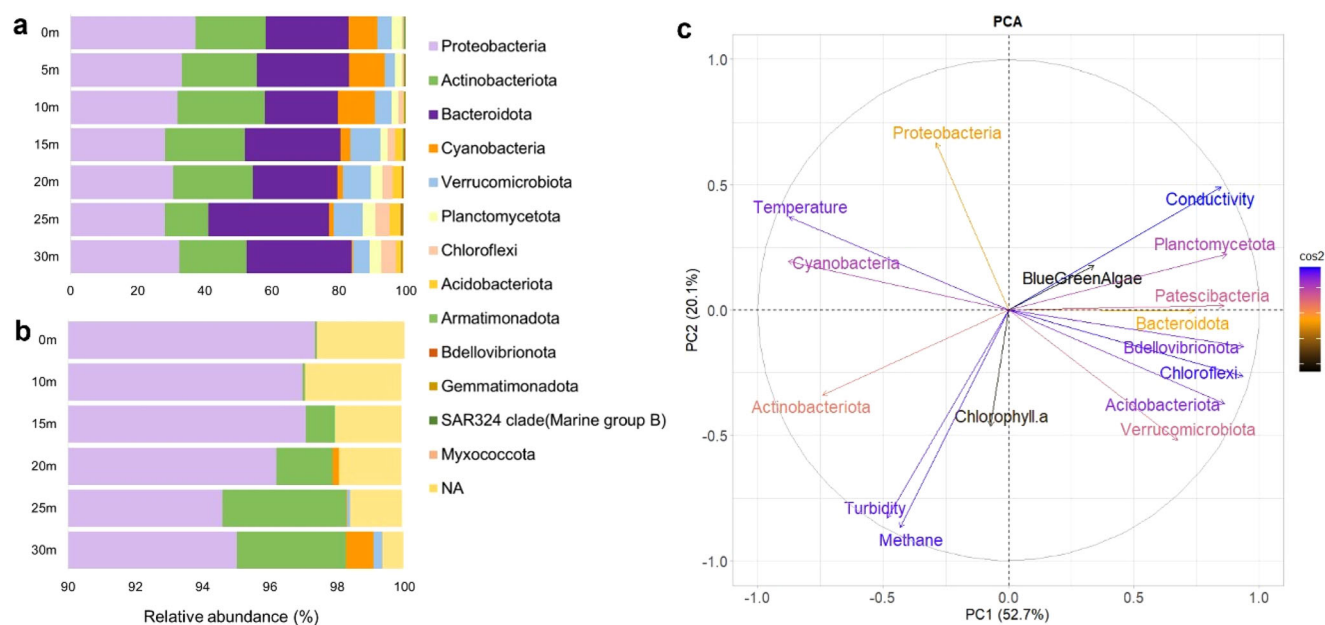 a
0m
5m
10m
15m
20m
25m
30m
0 20 40 60 80 100
b
0m
10m
15m
20m
25m
30m
90 92 94 96 98 100
Relative abundance (%)
Proteobacteria
Actinobacteriota
Bacteroidota
Cyanobacteria
Verrucomicrobiota
Planctomycetota
Chloroflexi
Acidobacteriota
Armatimonadota
Bdellovibrionota
Gemmatimonadota
SAR324 clade(Marine group B)
Myxococcota
NA
c
PCA
1.0
0.5
0.0
-0.5
-1.0
PC2 (20.1%)
Proteobacteria
Temperature
Conductivity
Cyanobacteria
Planctomycetota
BlueGreenAlgae
Patescibacteria
Bacteroidota
Bdellovibrionota
Chloroflexi
Actinobacteriota
Acidobacteriota
Chlorophyll.a
Verrucomicrobiota
Turbidity
Methane
-1.0 -0.5 0.0 0.5 1.0
PC1 (52.7%)
cos2